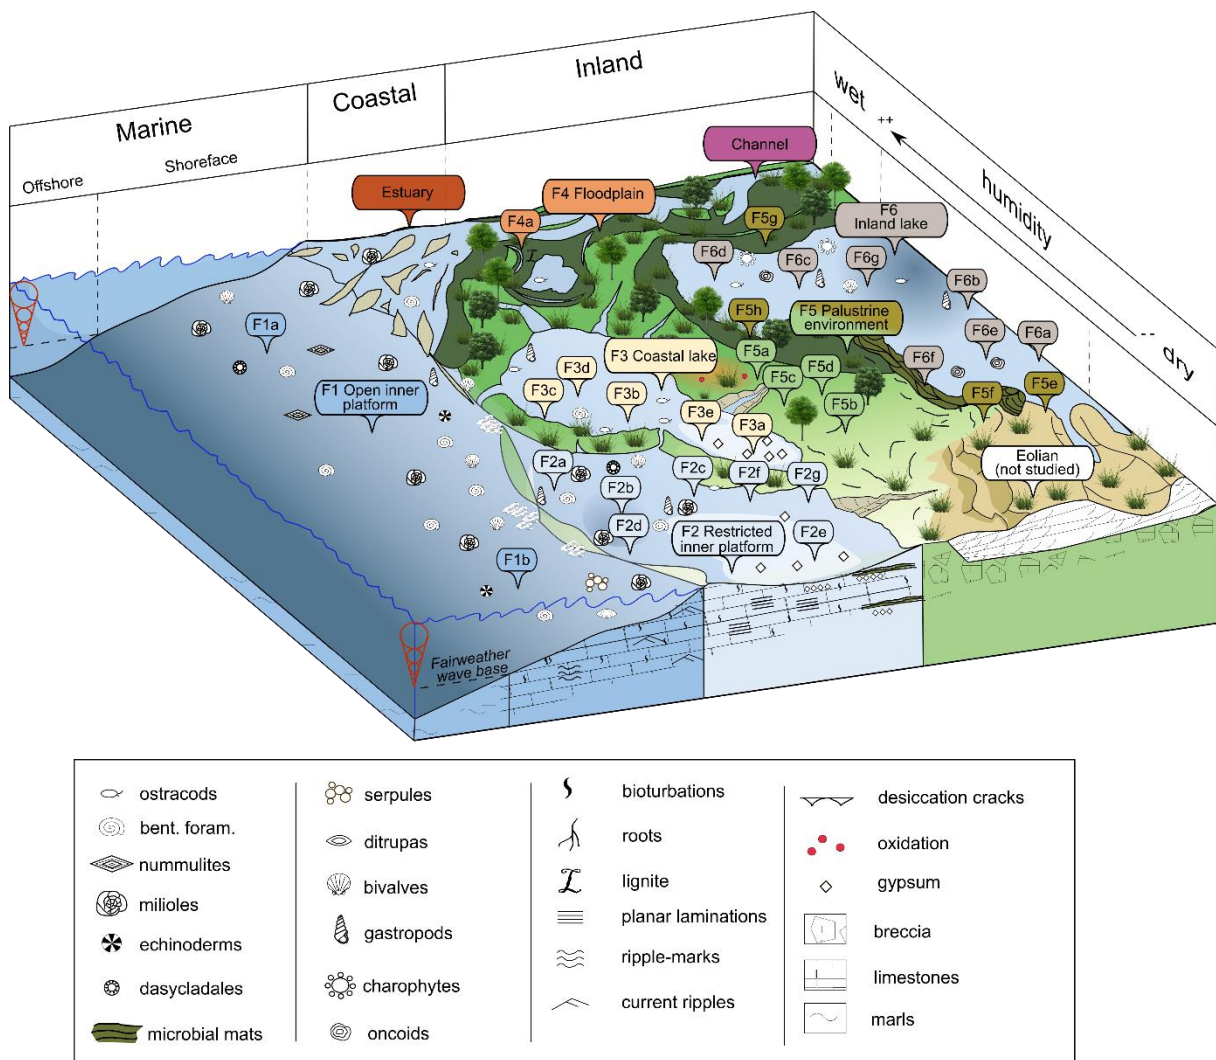 Inland
Coastal
Marine
Shoreface
Offshore
wet
++
humidity
--
dry
Channel
Estuary
F4 Floodplain
F4a
F5g
F6
Inland lake
F6d
F6c
F6g
F6b
F1a
F5h
F5 Palustrine
environment
F6e
F6a
F3 Coastal lake
F5a
F6f
F3d
F5d
F1 Open inner
platform
F3c
F3b
F5c
F5b
F5f
F5e
F3e
F3a
Eolian
(not studied)
F2a
F2c
F2f
F2g
F2b
F2d
F2 Restricted
inner platform
F2e
F1b
Fairweather
wave base
ostracods
bent. foram.
nummulites
milioles
echinoderms
dasycladales
microbial mats
serpules
ditrupas
bivalves
gastropods
charophytes
oncoids
bioturbations
roots
lignite
planar laminations
ripple-marks
current ripples
desiccation cracks
oxidation
gypsum
breccia
limestones
marls